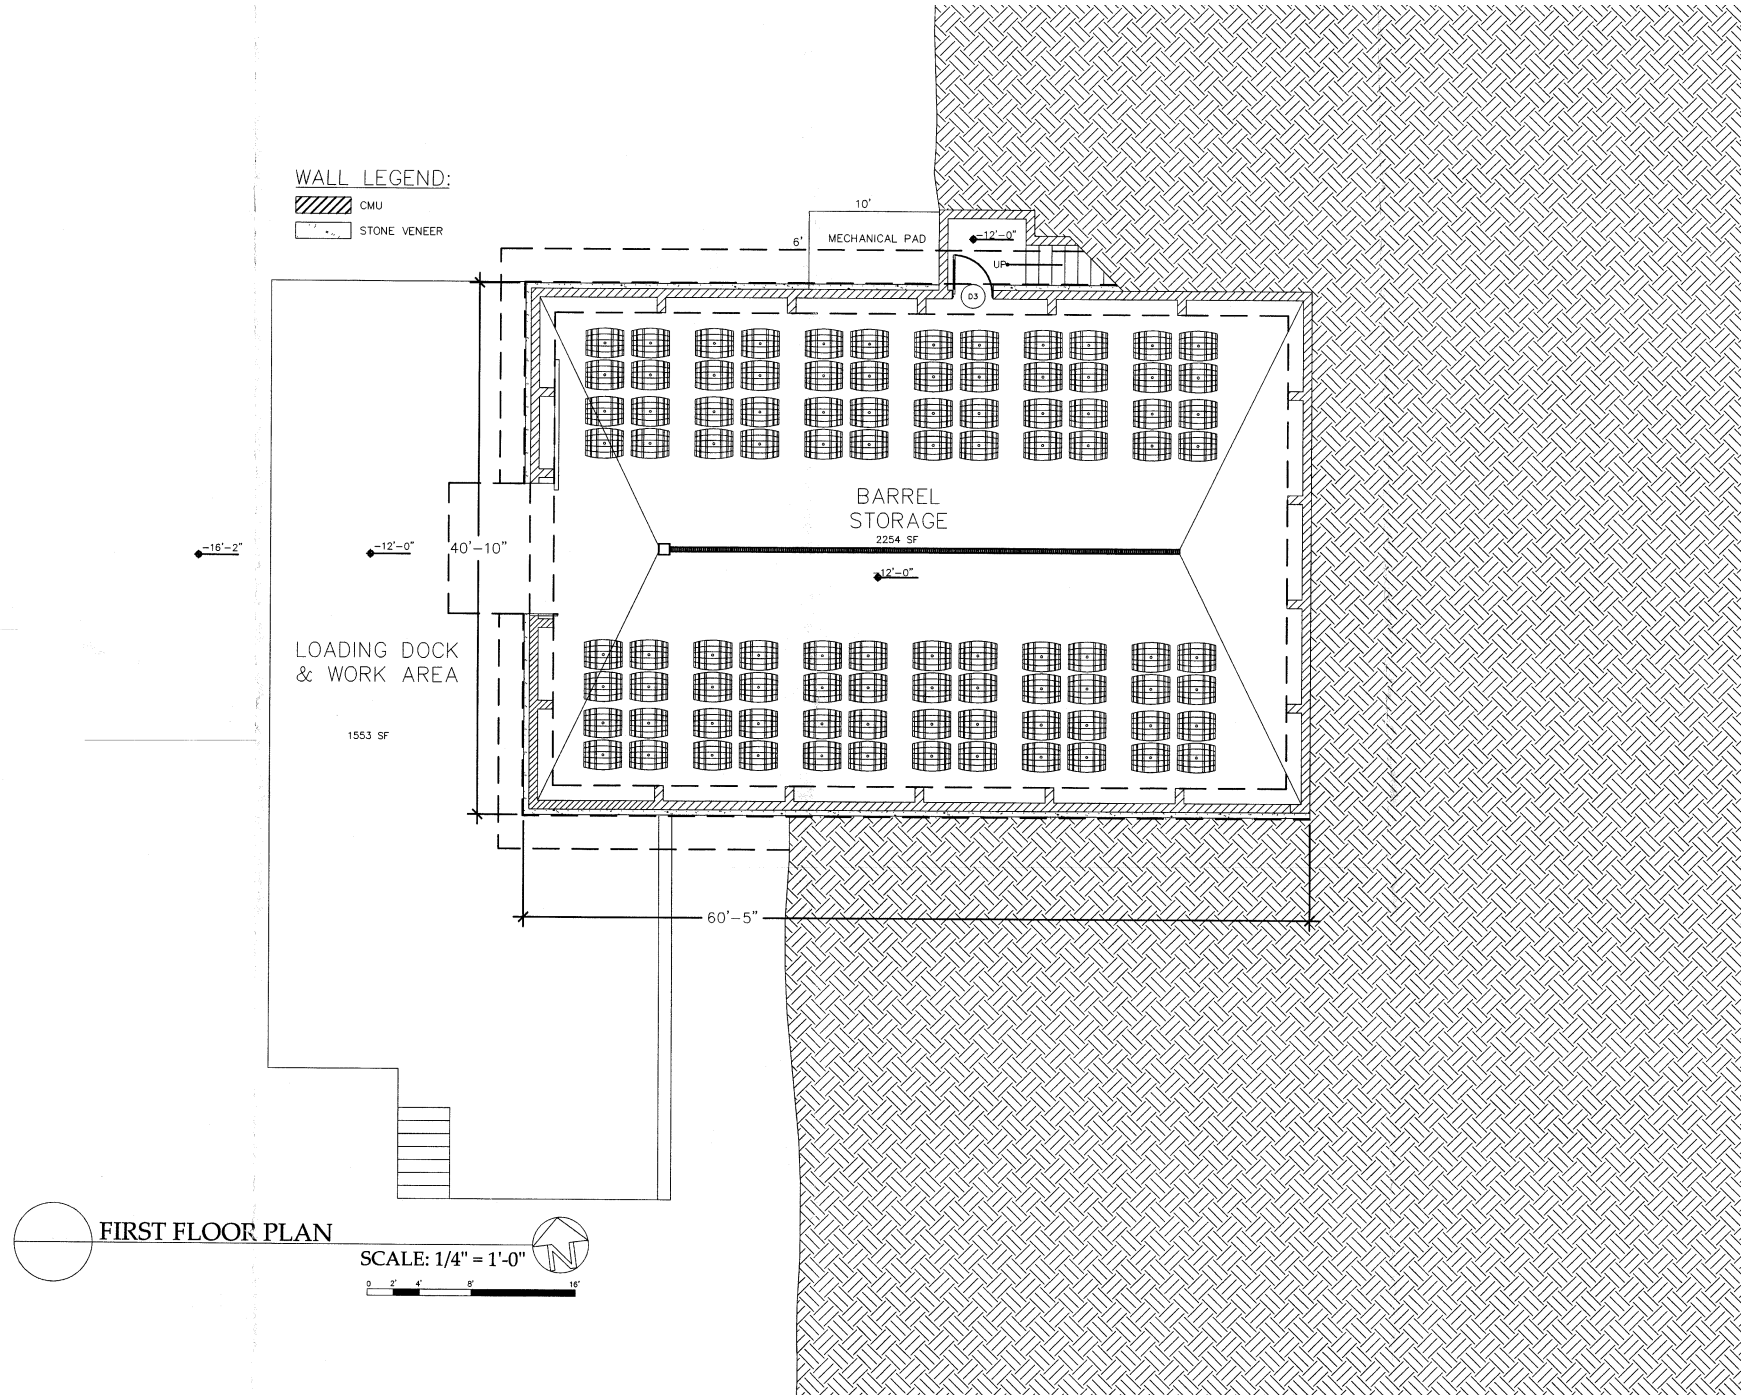 WALL LEGEND:
CMU
STONE VENEER
10'
6'
MECHANICAL PAD
-12'-0"
UP
D3
BARREL
STORAGE
2254 SF
-12'-0"
-16'-2"
-12'-0"
40'-10"
LOADING DOCK
& WORK AREA
1553 SF
60'-5"
FIRST FLOOR PLAN
SCALE: 1/4" = 1'-0"
N
0 2' 4' 8' 16'